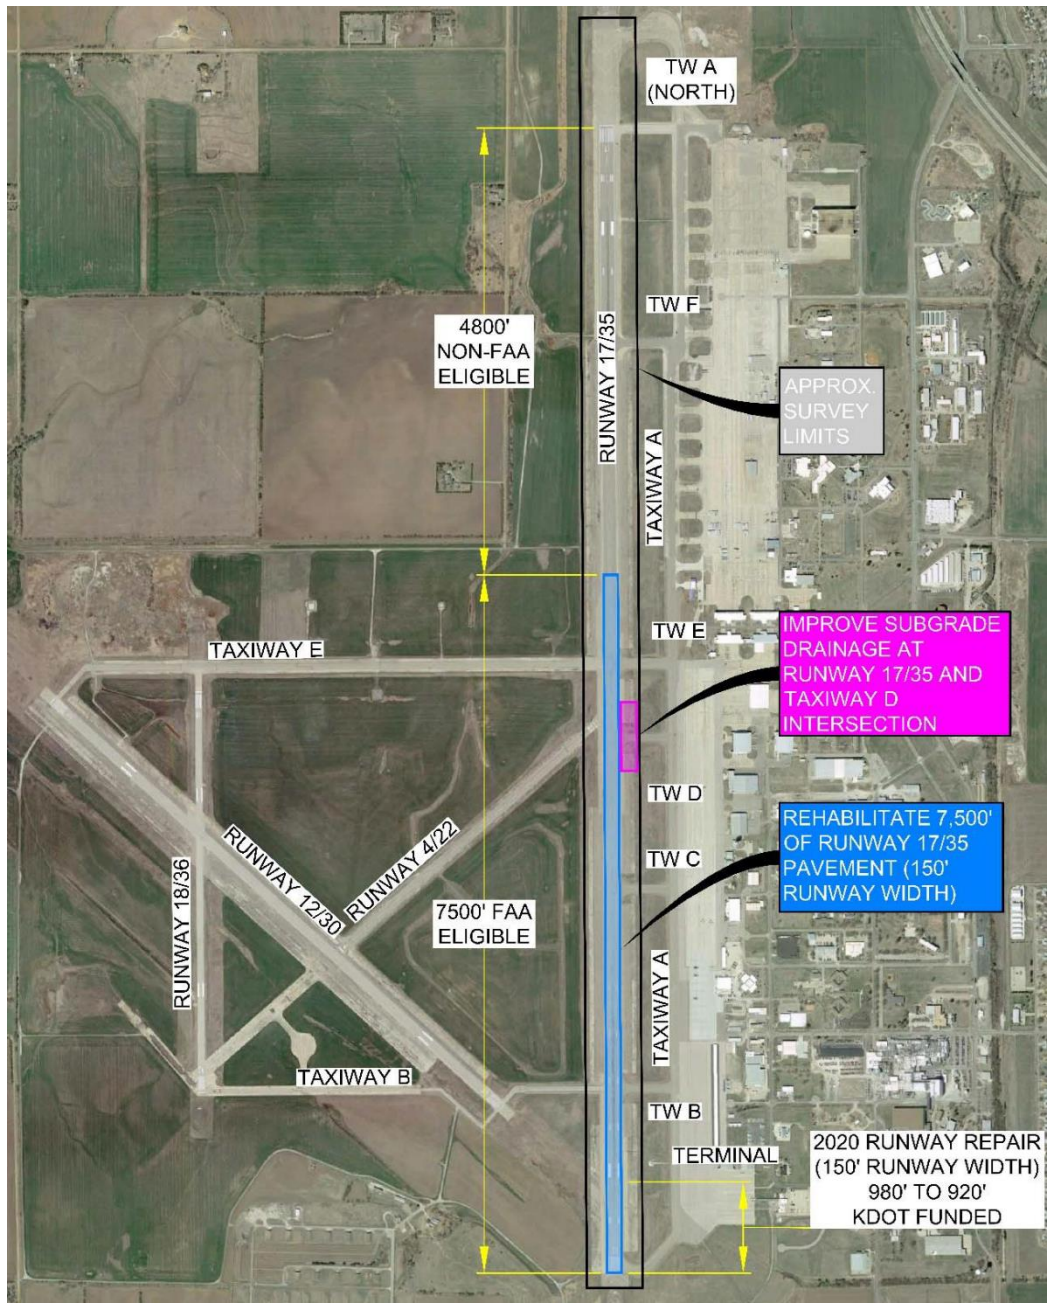 TW A
(NORTH)
TW F
4800'
NON-FAA
ELIGIBLE
RUNWAY 17/35
APPROX.
SURVEY
LIMITS
TAXIWAY A
TW E
IMPROVE SUBGRADE
DRAINAGE AT
RUNWAY 17/35 AND
TAXIWAY D
INTERSECTION
TAXIWAY E
TW D
REHABILITATE 7,500'
OF RUNWAY 17/35
PAVEMENT (150'
RUNWAY WIDTH)
TW C
RUNWAY 4/22
RUNWAY 12/30
RUNWAY 18/36
7500' FAA
ELIGIBLE
TAXIWAY A
TAXIWAY B
TW B
TERMINAL
2020 RUNWAY REPAIR
(150' RUNWAY WIDTH)
980' TO 920'
KDOT FUNDED